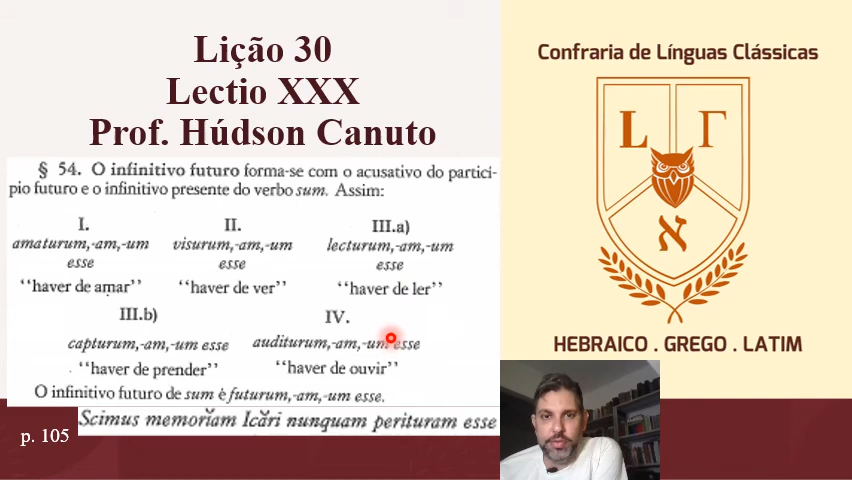 Lição 30
Lectio XXX
Prof. Húdson Canuto
§ 54. O infinitivo futuro forma-se com o acusativo do partici-
pio futuro e o infinitivo presente do verbo sum. Assim:
I.
amaturum,-am,-um
esse
"haver de amar"
II.
visurum,-am,-um
esse
"haver de ver"
III.a)
lecturum,-am,-um
esse
"haver de ler"
III.b)
capturum,-am,-um esse
"haver de prender"
IV.
auditurum,-am,-um esse
"haver de ouvir"
O infinitivo futuro de sum é futurum,-am,-um esse.
Scimus memorĭam Icări nunquam perituram esse
p. 105
Confraria de Línguas Clássicas
L Γ
א
HEBRAICO . GREGO . LATIM